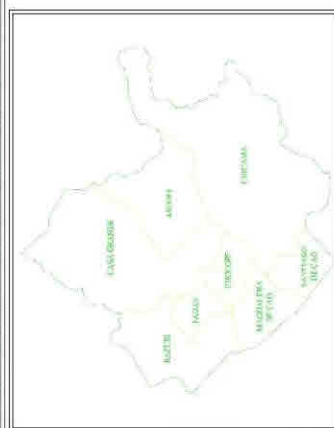 CASA GRANDE
ASCOPE
RAZURI
PAIJAN
CHICAMA
CHOCOPE
MAGDALENA
DE CAO
SANTIAGO
DE CAO